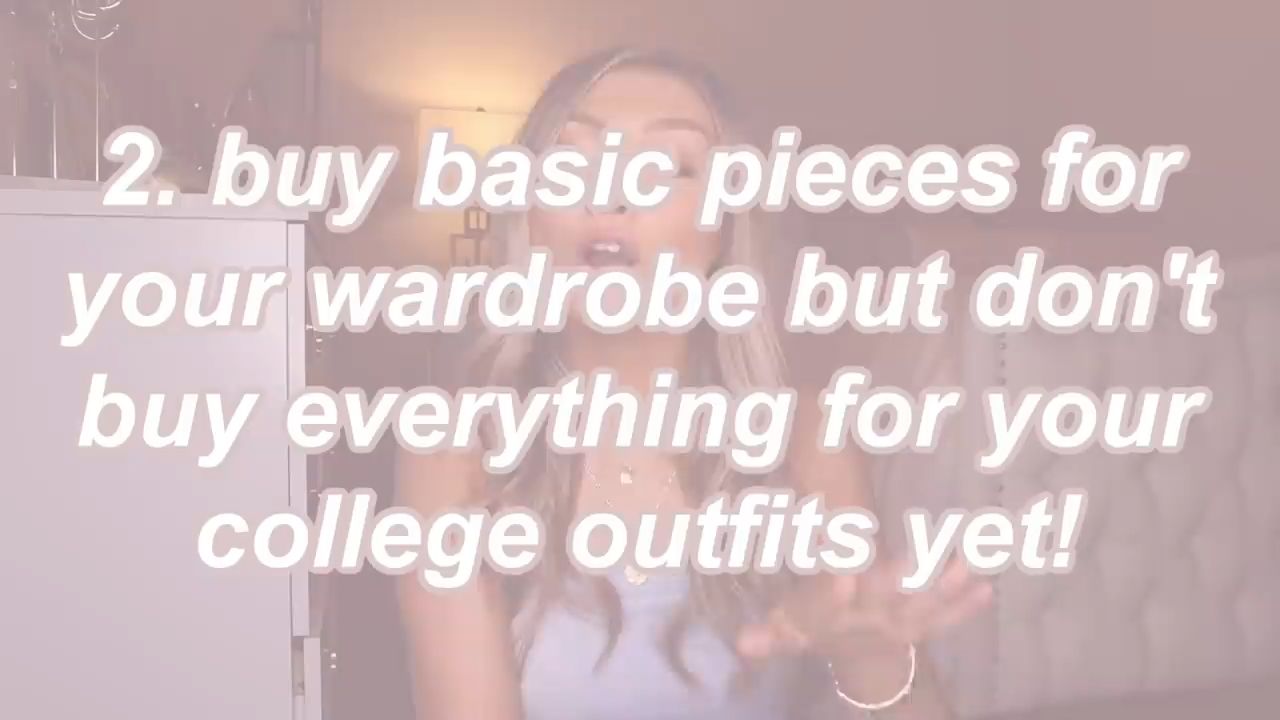 2. buy basic pieces for
your wardrobe but don't
buy everything for your
college outfits yet!